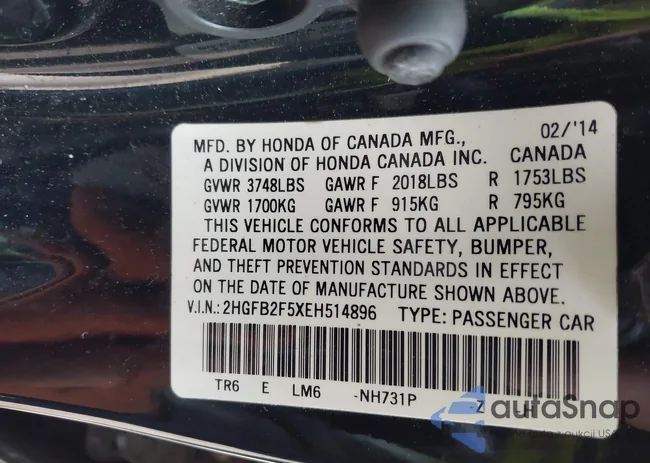 MFD. BY HONDA OF CANADA MFG., 02/'14
A DIVISION OF HONDA CANADA INC. CANADA
GVWR 3748LBS GAWR F 2018LBS R 1753LBS
GVWR 1700KG GAWR F 915KG R 795KG
THIS VEHICLE CONFORMS TO ALL APPLICABLE
FEDERAL MOTOR VEHICLE SAFETY, BUMPER,
AND THEFT PREVENTION STANDARDS IN EFFECT
ON THE DATE OF MANUFACTURE SHOWN ABOVE.
V.I.N.:2HGFB2F5XEH514896 TYPE: PASSENGER CAR
TR6 E LM6 -NH731P -Z H
autoSnap
aukcji USA